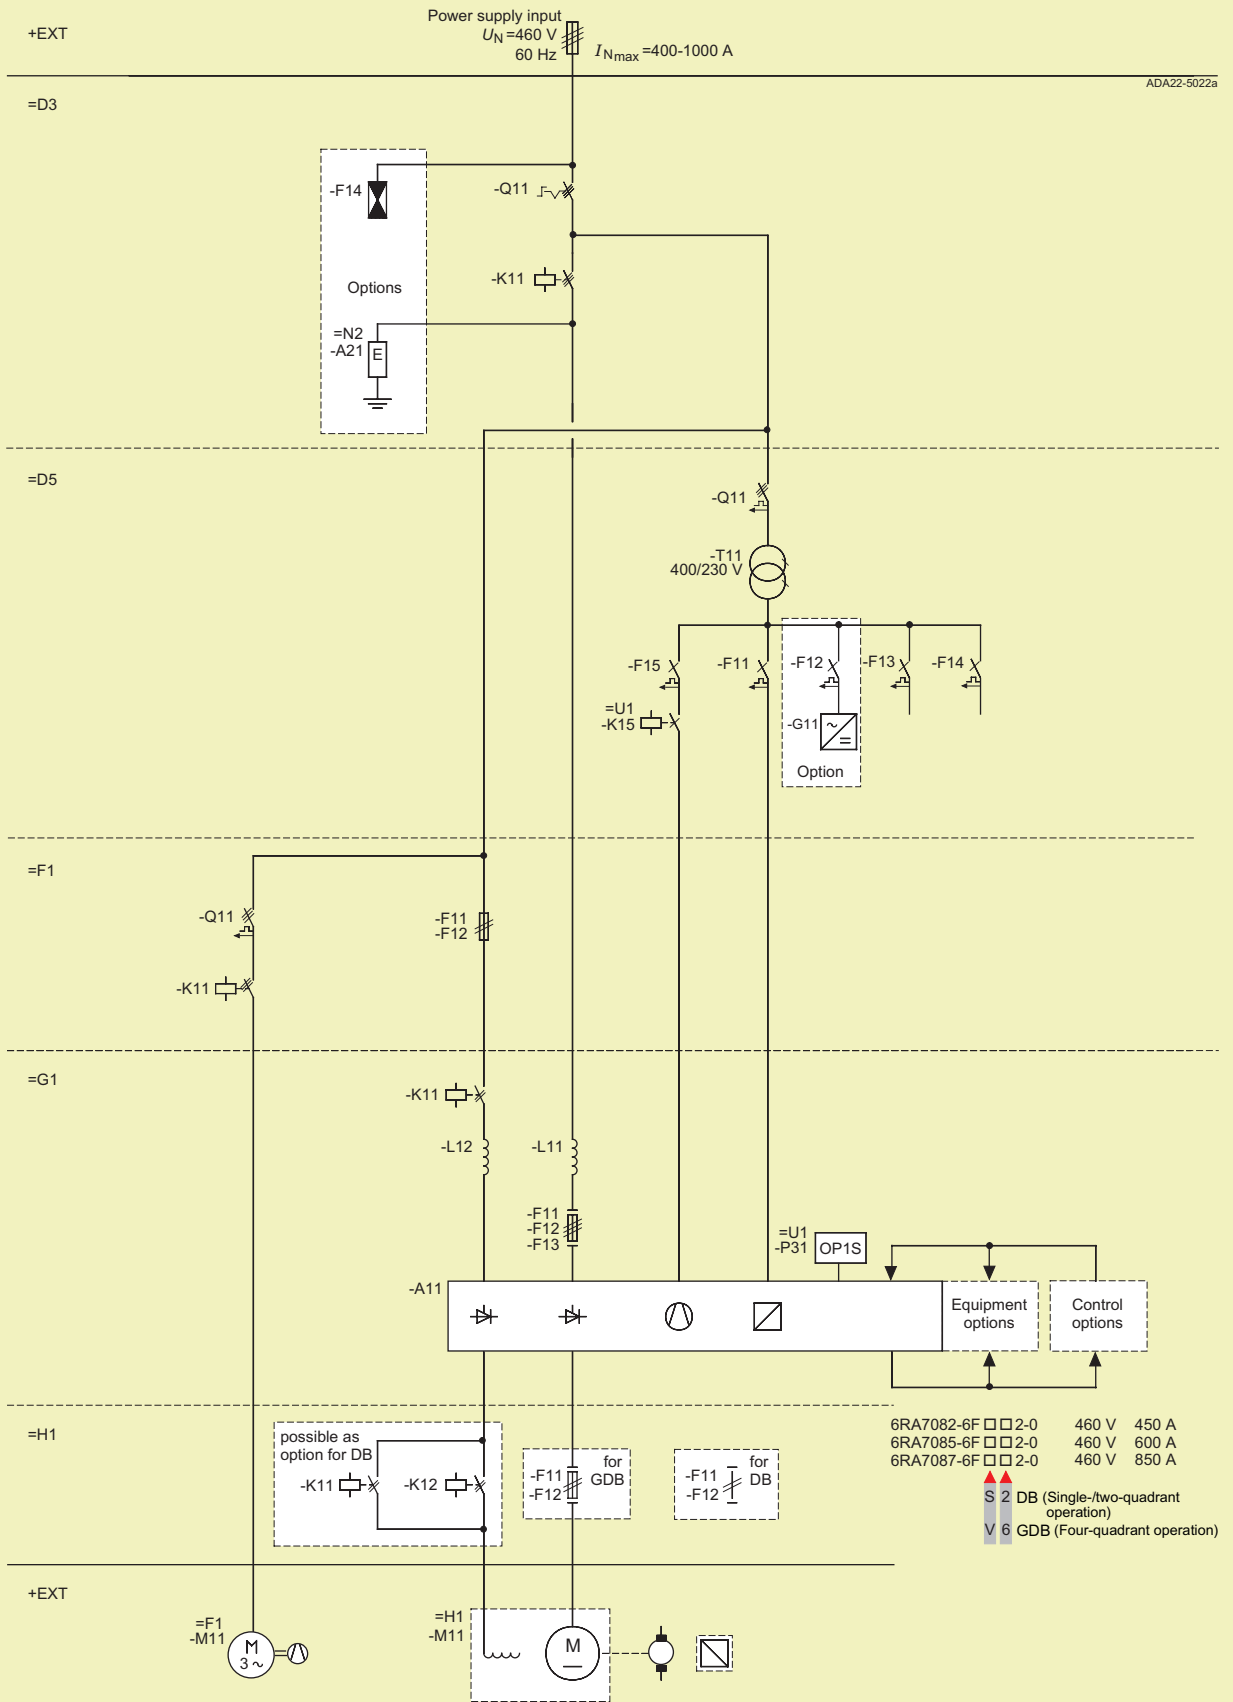 Power supply input
+EXT
U_N =460 V
60 Hz
I_Nmax =400-1000 A
ADA22-5022a
=D3
-F14
-Q11
-K11
Options
=N2
-A21
E
=D5
-Q11
-T11
400/230 V
-F15
-F11
-F12
-F13
-F14
=U1
-K15
-G11
Option
=F1
-Q11
-F11
-F12
-K11
=G1
-K11
-L12
-L11
-F11
-F12
-F13
=U1
-P31
OP1S
-A11
Equipment
options
Control
options
=H1
possible as
option for DB
-K11
-K12
-F11
-F12
for
GDB
-F11
-F12
for
DB
6RA7082-6F □ □ 2-0 460 V 450 A
6RA7085-6F □ □ 2-0 460 V 600 A
6RA7087-6F □ □ 2-0 460 V 850 A
S 2 DB (Single-/two-quadrant
operation)
V 6 GDB (Four-quadrant operation)
+EXT
=F1
-M11
M
3 ~
=H1
-M11
M